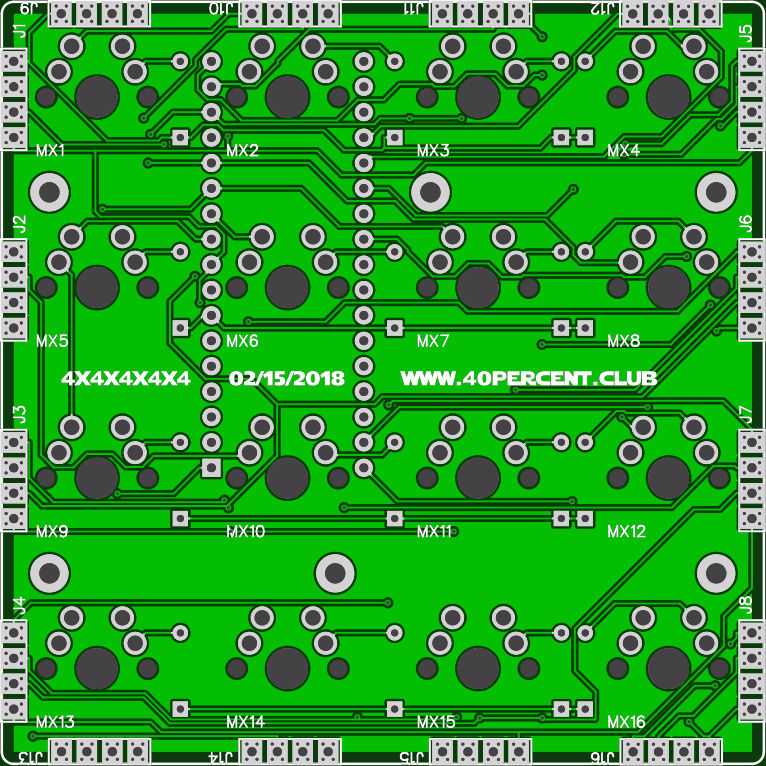 J9 J10 J11 J12
J1 J5
MX1 MX2 MX3 MX4
J2 J6
MX5 MX6 MX7 MX8
4X4X4X4X4 02/15/2018 WWW.40PERCENT.CLUB
J3 J7
MX9 MX10 MX11 MX12
J4 J8
MX13 MX14 MX15 MX16
J13 J14 J15 J16